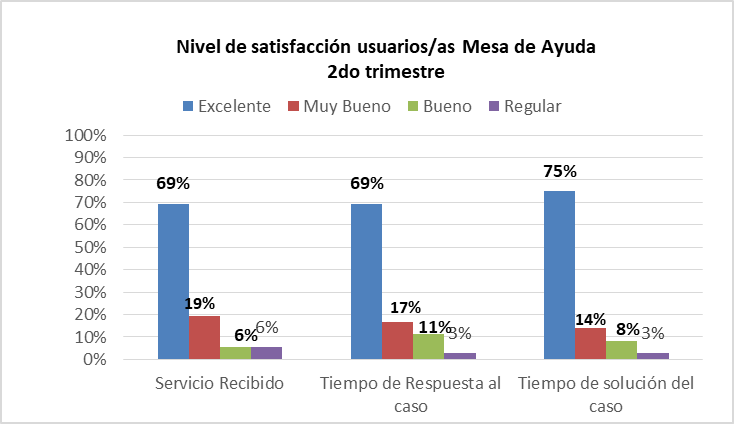 Nivel de satisfacción usuarios/as Mesa de Ayuda
2do trimestre
Excelente Muy Bueno Bueno Regular
100%
90%
80%
70%
60%
50%
40%
30%
20%
10%
0%
69% 19% 6% 6%
69% 17% 11% 3%
75% 14% 8% 3%
Servicio Recibido
Tiempo de Respuesta al
caso
Tiempo de solución del
caso